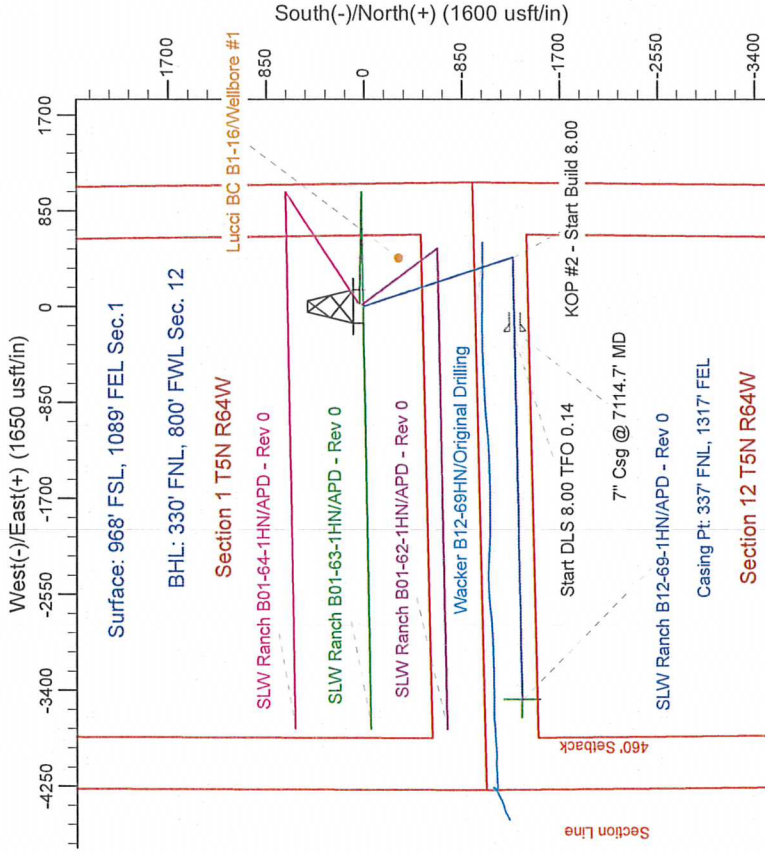 South(-)/North(+) (1600 usft/in)
-1700
-850
0
-850
-1700
-2550
-3400
West(-)/East(+) (1650 usft/in)
1700
850
0
-850
-1700
-2550
-3400
-4250
Surface: 968' FSL, 1089' FEL Sec.1
BHL: 330' FNL, 800' FWL Sec. 12
Section 1 T5N R64W
Lucci BC B1-16/Wellbore #1
SLW Ranch B01-64-1HN/APD - Rev 0
SLW Ranch B01-63-1HN/APD - Rev 0
SLW Ranch B01-62-1HN/APD - Rev 0
Wacker B12-69HN/Original Drilling
KOP #2 - Start Build 8.00
Start DLS 8.00 TFO 0.14
7" Csg @ 7114.7' MD
SLW Ranch B12-69-1HN/APD - Rev 0
Casing Pt: 337' FNL, 1317' FEL
Section 12 T5N R64W
460' Setback
Section Line